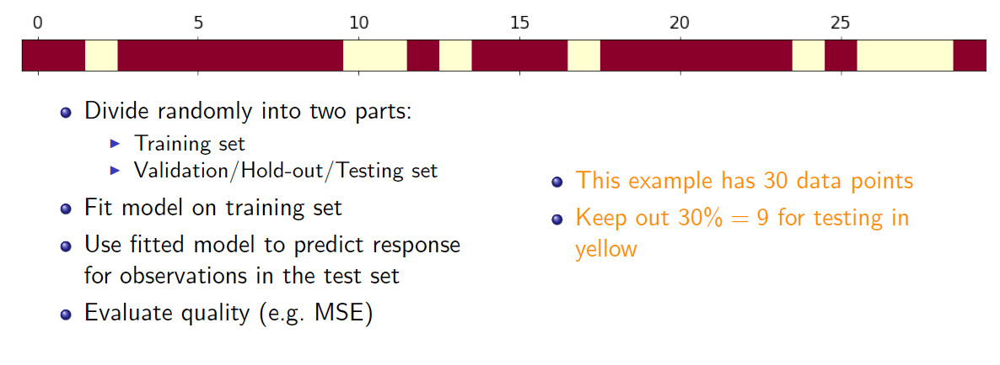 0 5 10 15 20 25
Divide randomly into two parts:
Training set
Validation/Hold-out/Testing set
Fit model on training set
Use fitted model to predict response
for observations in the test set
Evaluate quality (e.g. MSE)
This example has 30 data points
Keep out 30% = 9 for testing in
yellow